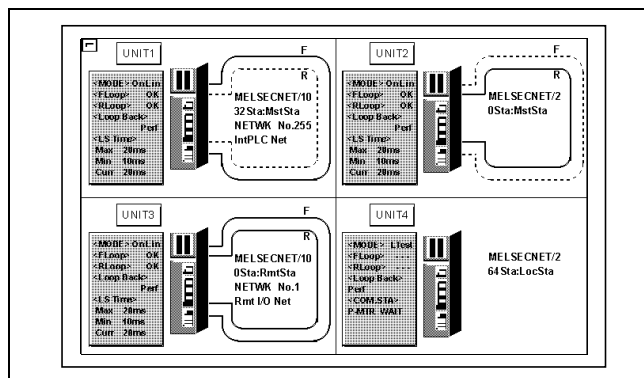 UNIT1
<MODE> OnLin
<FLoop> OK
<RLoop> OK
<Loop Back>
Perf
<LS Time>
Max 20ms
Min 10ms
Curr 20ms
F
R
MELSECNET/10
32Sta:MstSta
NETWK No.255
IntPLC Net
UNIT2
<MODE> OnLin
<FLoop> OK
<RLoop> OK
<Loop Back>
Perf
<LS Time>
Max 20ms
Min 10ms
Curr 20ms
F
R
MELSECNET/2
0Sta:MstSta
UNIT3
<MODE> OnLin
<FLoop> OK
<RLoop> OK
<Loop Back>
Perf
<LS Time>
Max 20ms
Min 10ms
Curr 20ms
F
R
MELSECNET/10
0Sta:RmtSta
NETWK No.1
Rmt I/O Net
UNIT4
<MODE> LTest
<FLoop> ---
<RLoop> ---
<Loop Back>
Perf
<COM.STA>
P-MTR WAIT
MELSECNET/2
64Sta:LocSta